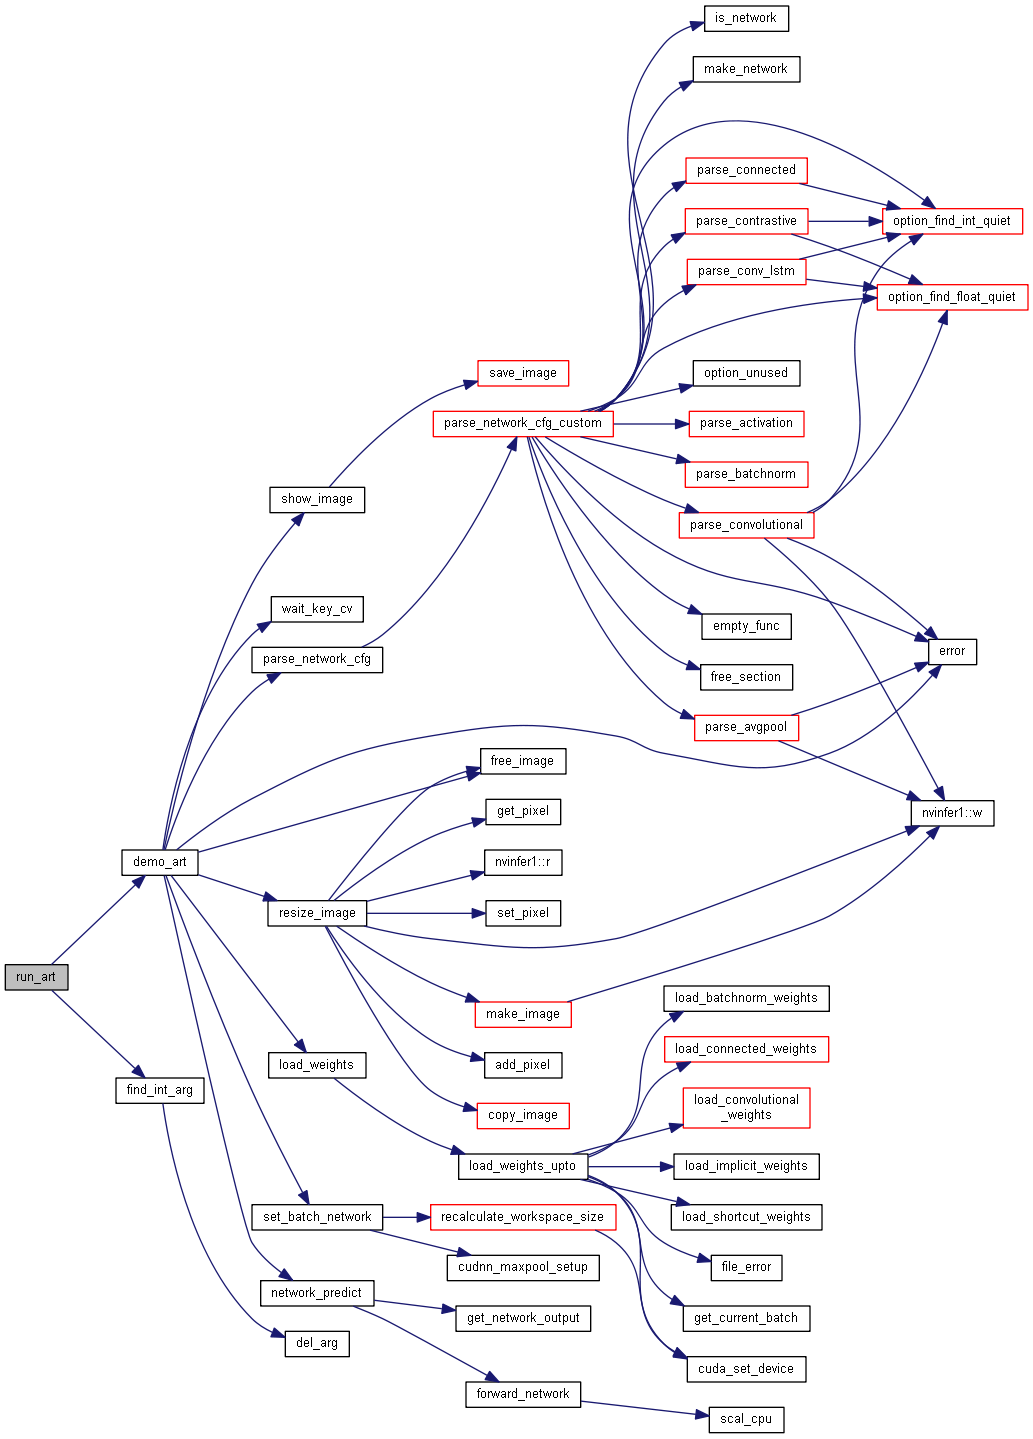 is_network
make_network
parse_connected
parse_contrastive
option_find_int_quiet
parse_conv_lstm
option_find_float_quiet
save_image
option_unused
parse_network_cfg_custom
parse_activation
parse_batchnorm
show_image
parse_convolutional
wait_key_cv
empty_func
parse_network_cfg
error
free_section
parse_avgpool
free_image
get_pixel
nvinfer1::w
demo_art
nvinfer1::r
resize_image
set_pixel
run_art
load_batchnorm_weights
make_image
load_connected_weights
load_weights
add_pixel
find_int_arg
load_convolutional
_weights
copy_image
load_weights_upto
load_implicit_weights
set_batch_network
recalculate_workspace_size
load_shortcut_weights
cudnn_maxpool_setup
file_error
network_predict
get_network_output
get_current_batch
del_arg
cuda_set_device
forward_network
scal_cpu